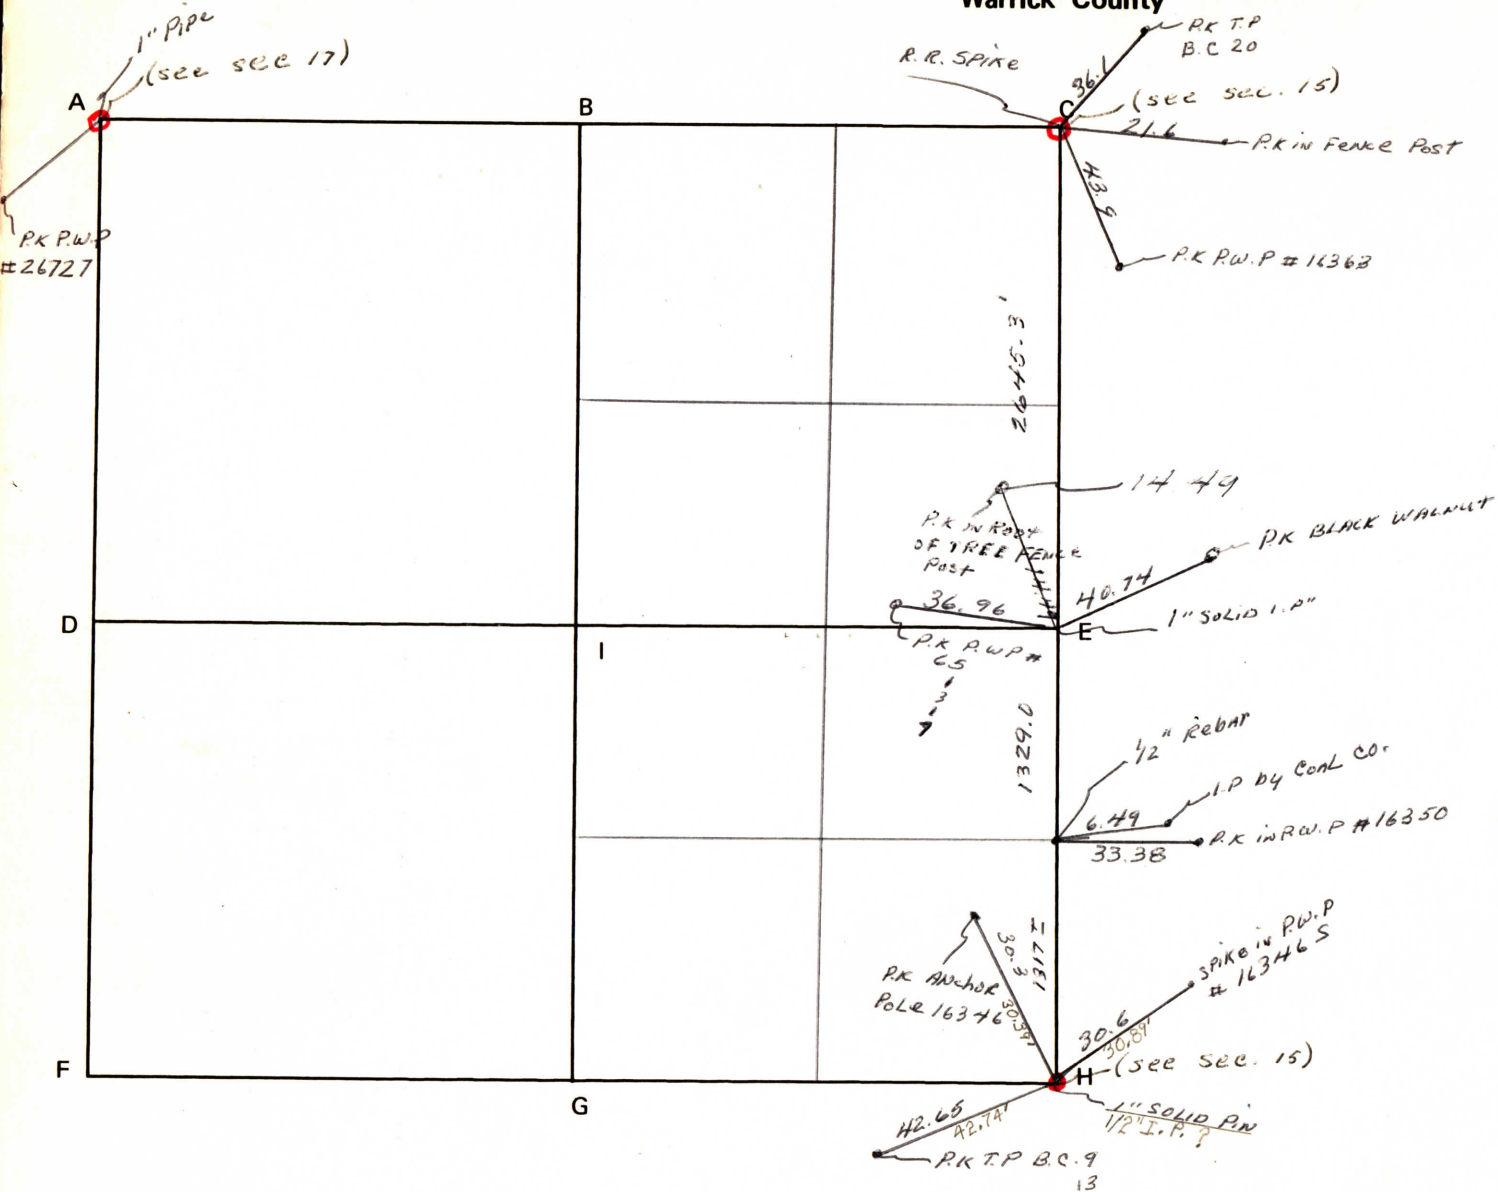 Warrick County
1" Pipe
(see sec 17)
A
P.K P.W.P
#26727
B
R.R. SPIKE
C
36.1
P.K T.P
B.C 20
(see sec. 15)
21.6
P.K in Fence Post
43.9
P.K P.W.P # 16363
2645.3'
14.49
P.K IN ROOT
OF TREE FENCE
Post
14.49
40.74
P.K BLACK WALNUT
36.96
D
I
E
1" SOLID I.P"
P.K P.W P #
65
1329.0
1/2" Rebar
6.49
I.P by COAL CO.
33.38
P.K in P.W.P #16350
1317.1
30.3
30.39'
P.K ANCHOR
POLE 16346
30.6
30.89'
SPIKE in P.W.P
# 16346 S
F
G
H
(see sec. 15)
1" SOLID PIN
1/2" I.P. ?
42.65
42.74'
P.K T.P B.C. 9
13